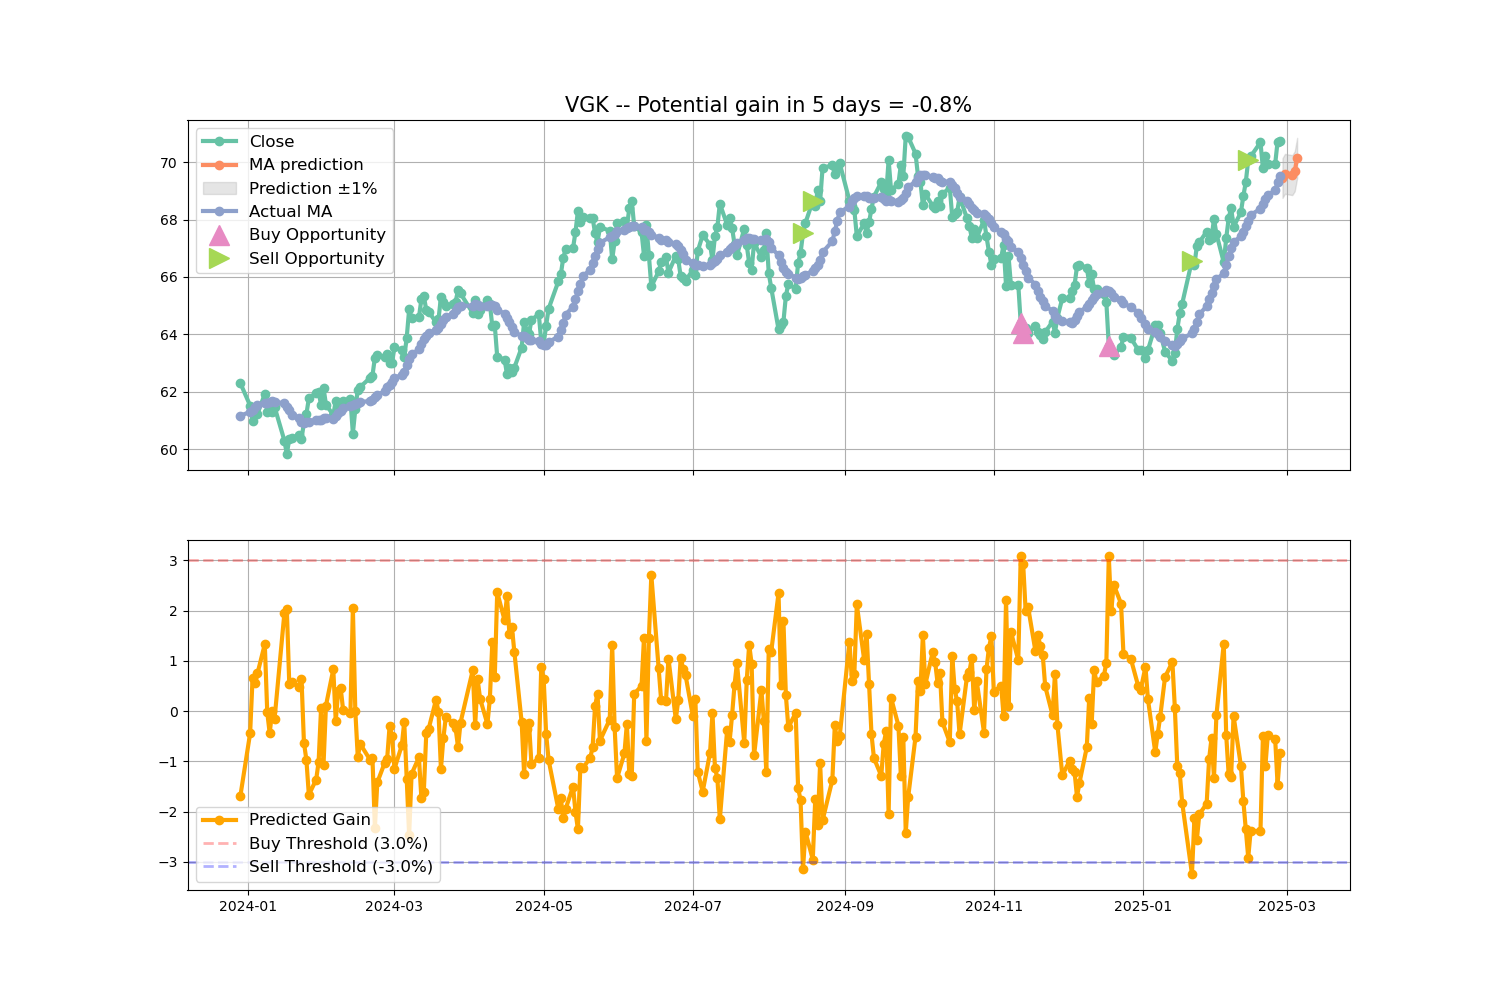 VGK -- Potential gain in 5 days = -0.8%
Close
MA prediction
Prediction ±1%
Actual MA
Buy Opportunity
Sell Opportunity
70
68
66
64
62
60
3
2
1
0
−1
−2
−3
Predicted Gain
Buy Threshold (3.0%)
Sell Threshold (-3.0%)
2024-01 2024-03 2024-05 2024-07 2024-09 2024-11 2025-01 2025-03